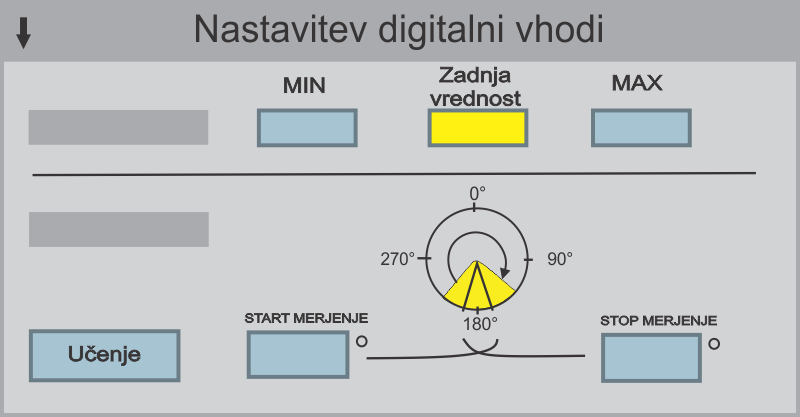 Nastavitev digitalni vhodi
MIN
Zadnja
vrednost
MAX
0°
270°
90°
180°
START MERJENJE
STOP MERJENJE
Učenje
°
°